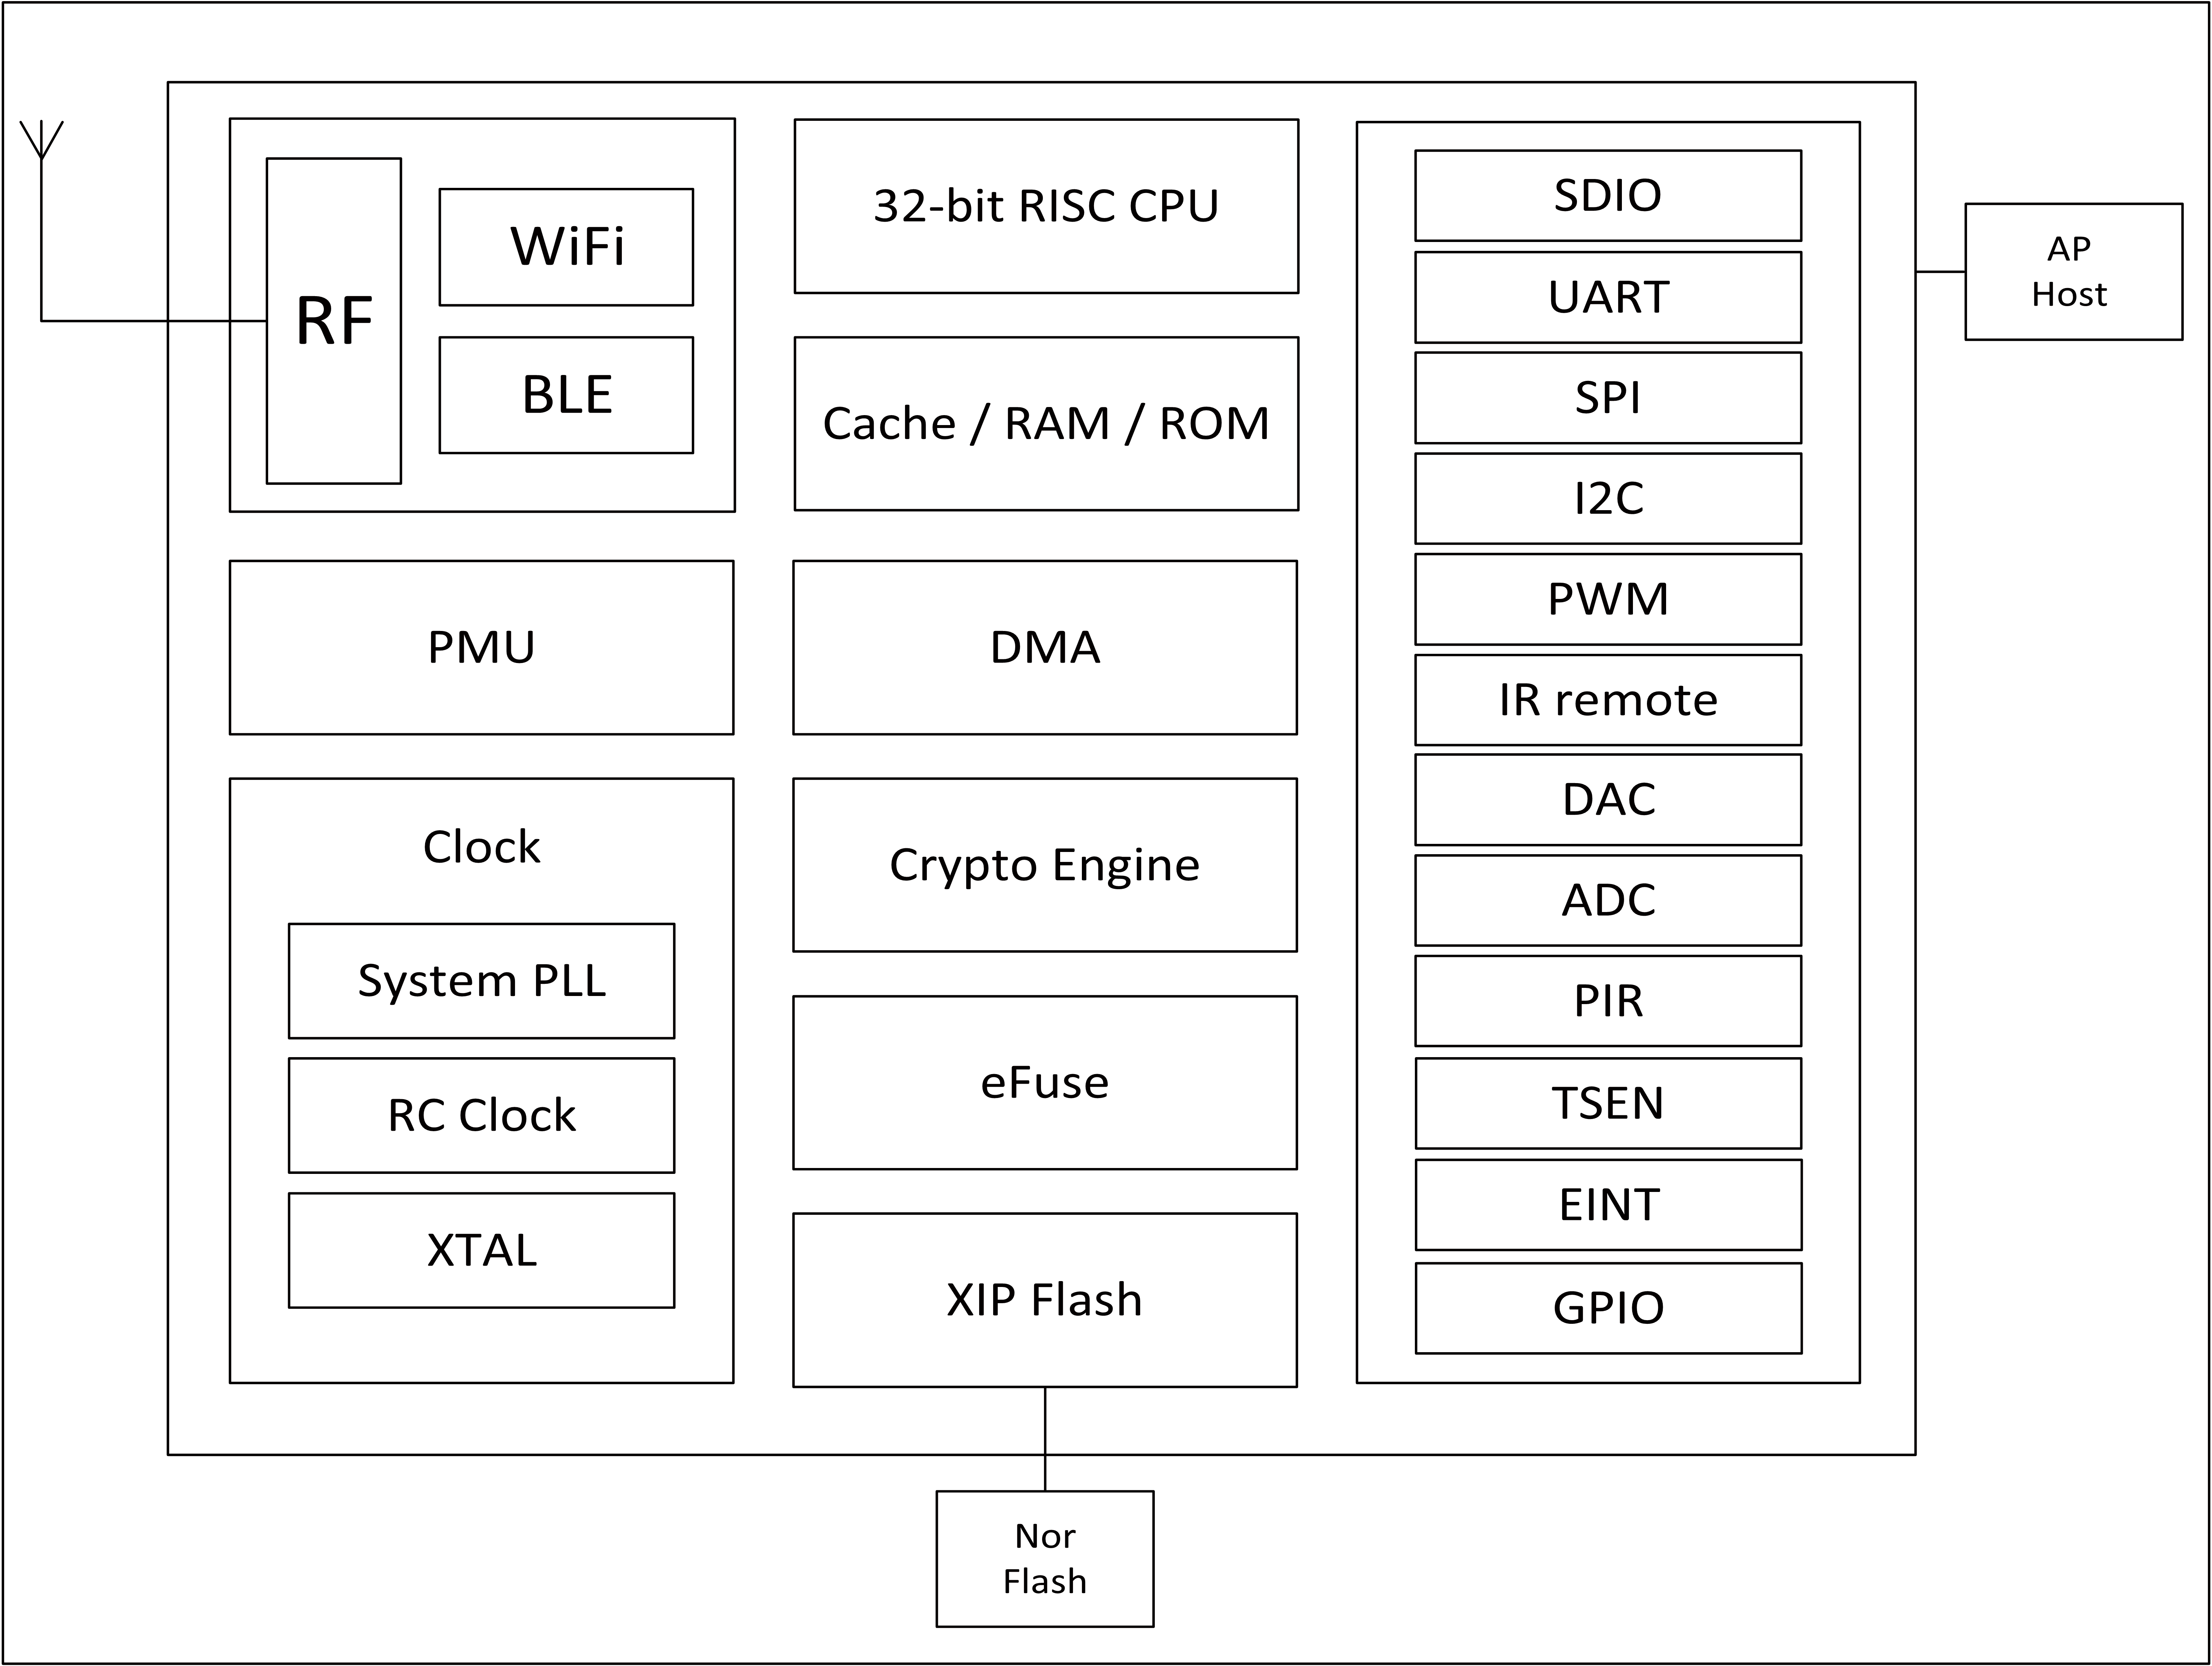 RF
WiFi
BLE
PMU
Clock
System PLL
RC Clock
XTAL
32-bit RISC CPU
Cache / RAM / ROM
DMA
Crypto Engine
eFuse
XIP Flash
SDIO
UART
SPI
I2C
PWM
IR remote
DAC
ADC
PIR
TSEN
EINT
GPIO
AP
Host
Nor
Flash